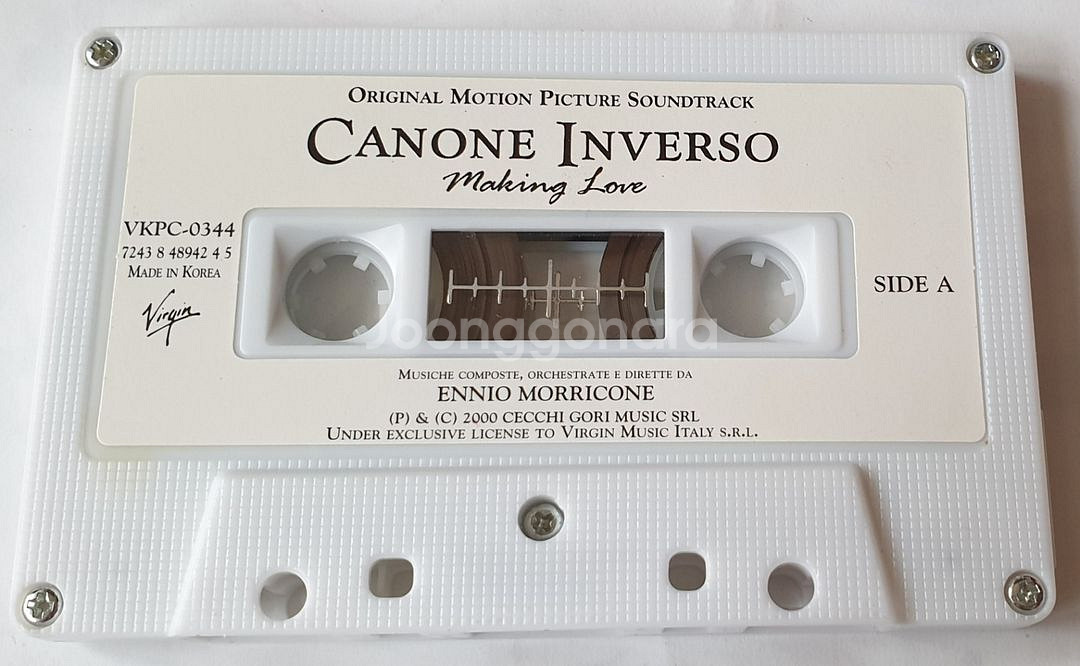 ORIGINAL MOTION PICTURE SOUNDTRACK
CANONE INVERSO
Making Love
VKPC-0344
7243 8 48942 4 5
MADE IN KOREA
Virgin
SIDE A
Joonggonara
MUSICHE COMPOSTE, ORCHESTRATE E DIRETTE DA
ENNIO MORRICONE
(P) & (C) 2000 CECCHI GORI MUSIC SRL
UNDER EXCLUSIVE LICENSE TO VIRGIN MUSIC ITALY S.R.L.